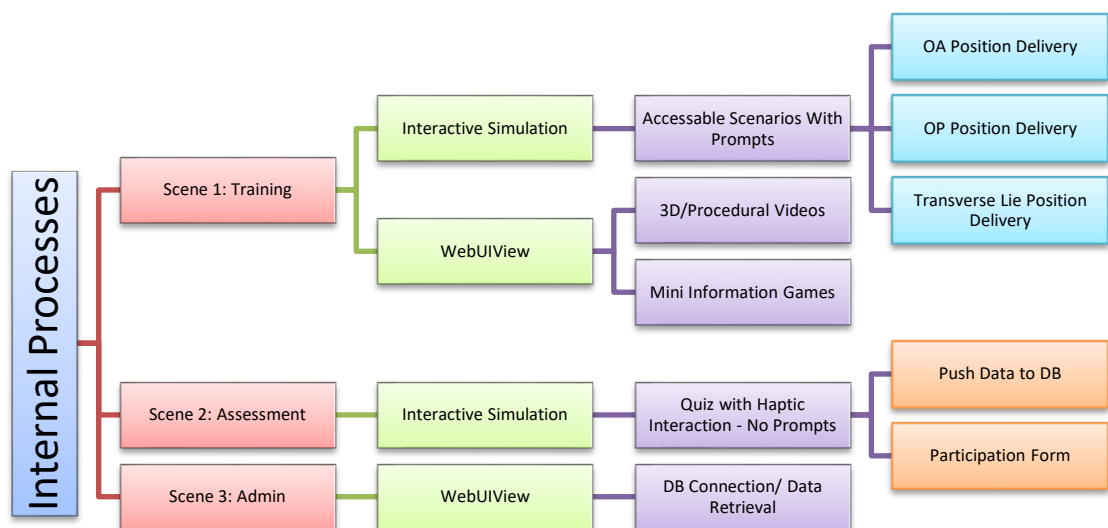 Internal Processes
Scene 1: Training
Interactive Simulation
Accessable Scenarios With
Prompts
OA Position Delivery
OP Position Delivery
Transverse Lie Position
Delivery
WebUIView
3D/Procedural Videos
Mini Information Games
Scene 2: Assessment
Interactive Simulation
Quiz with Haptic
Interaction - No Prompts
Push Data to DB
Participation Form
Scene 3: Admin
WebUIView
DB Connection/ Data
Retrieval